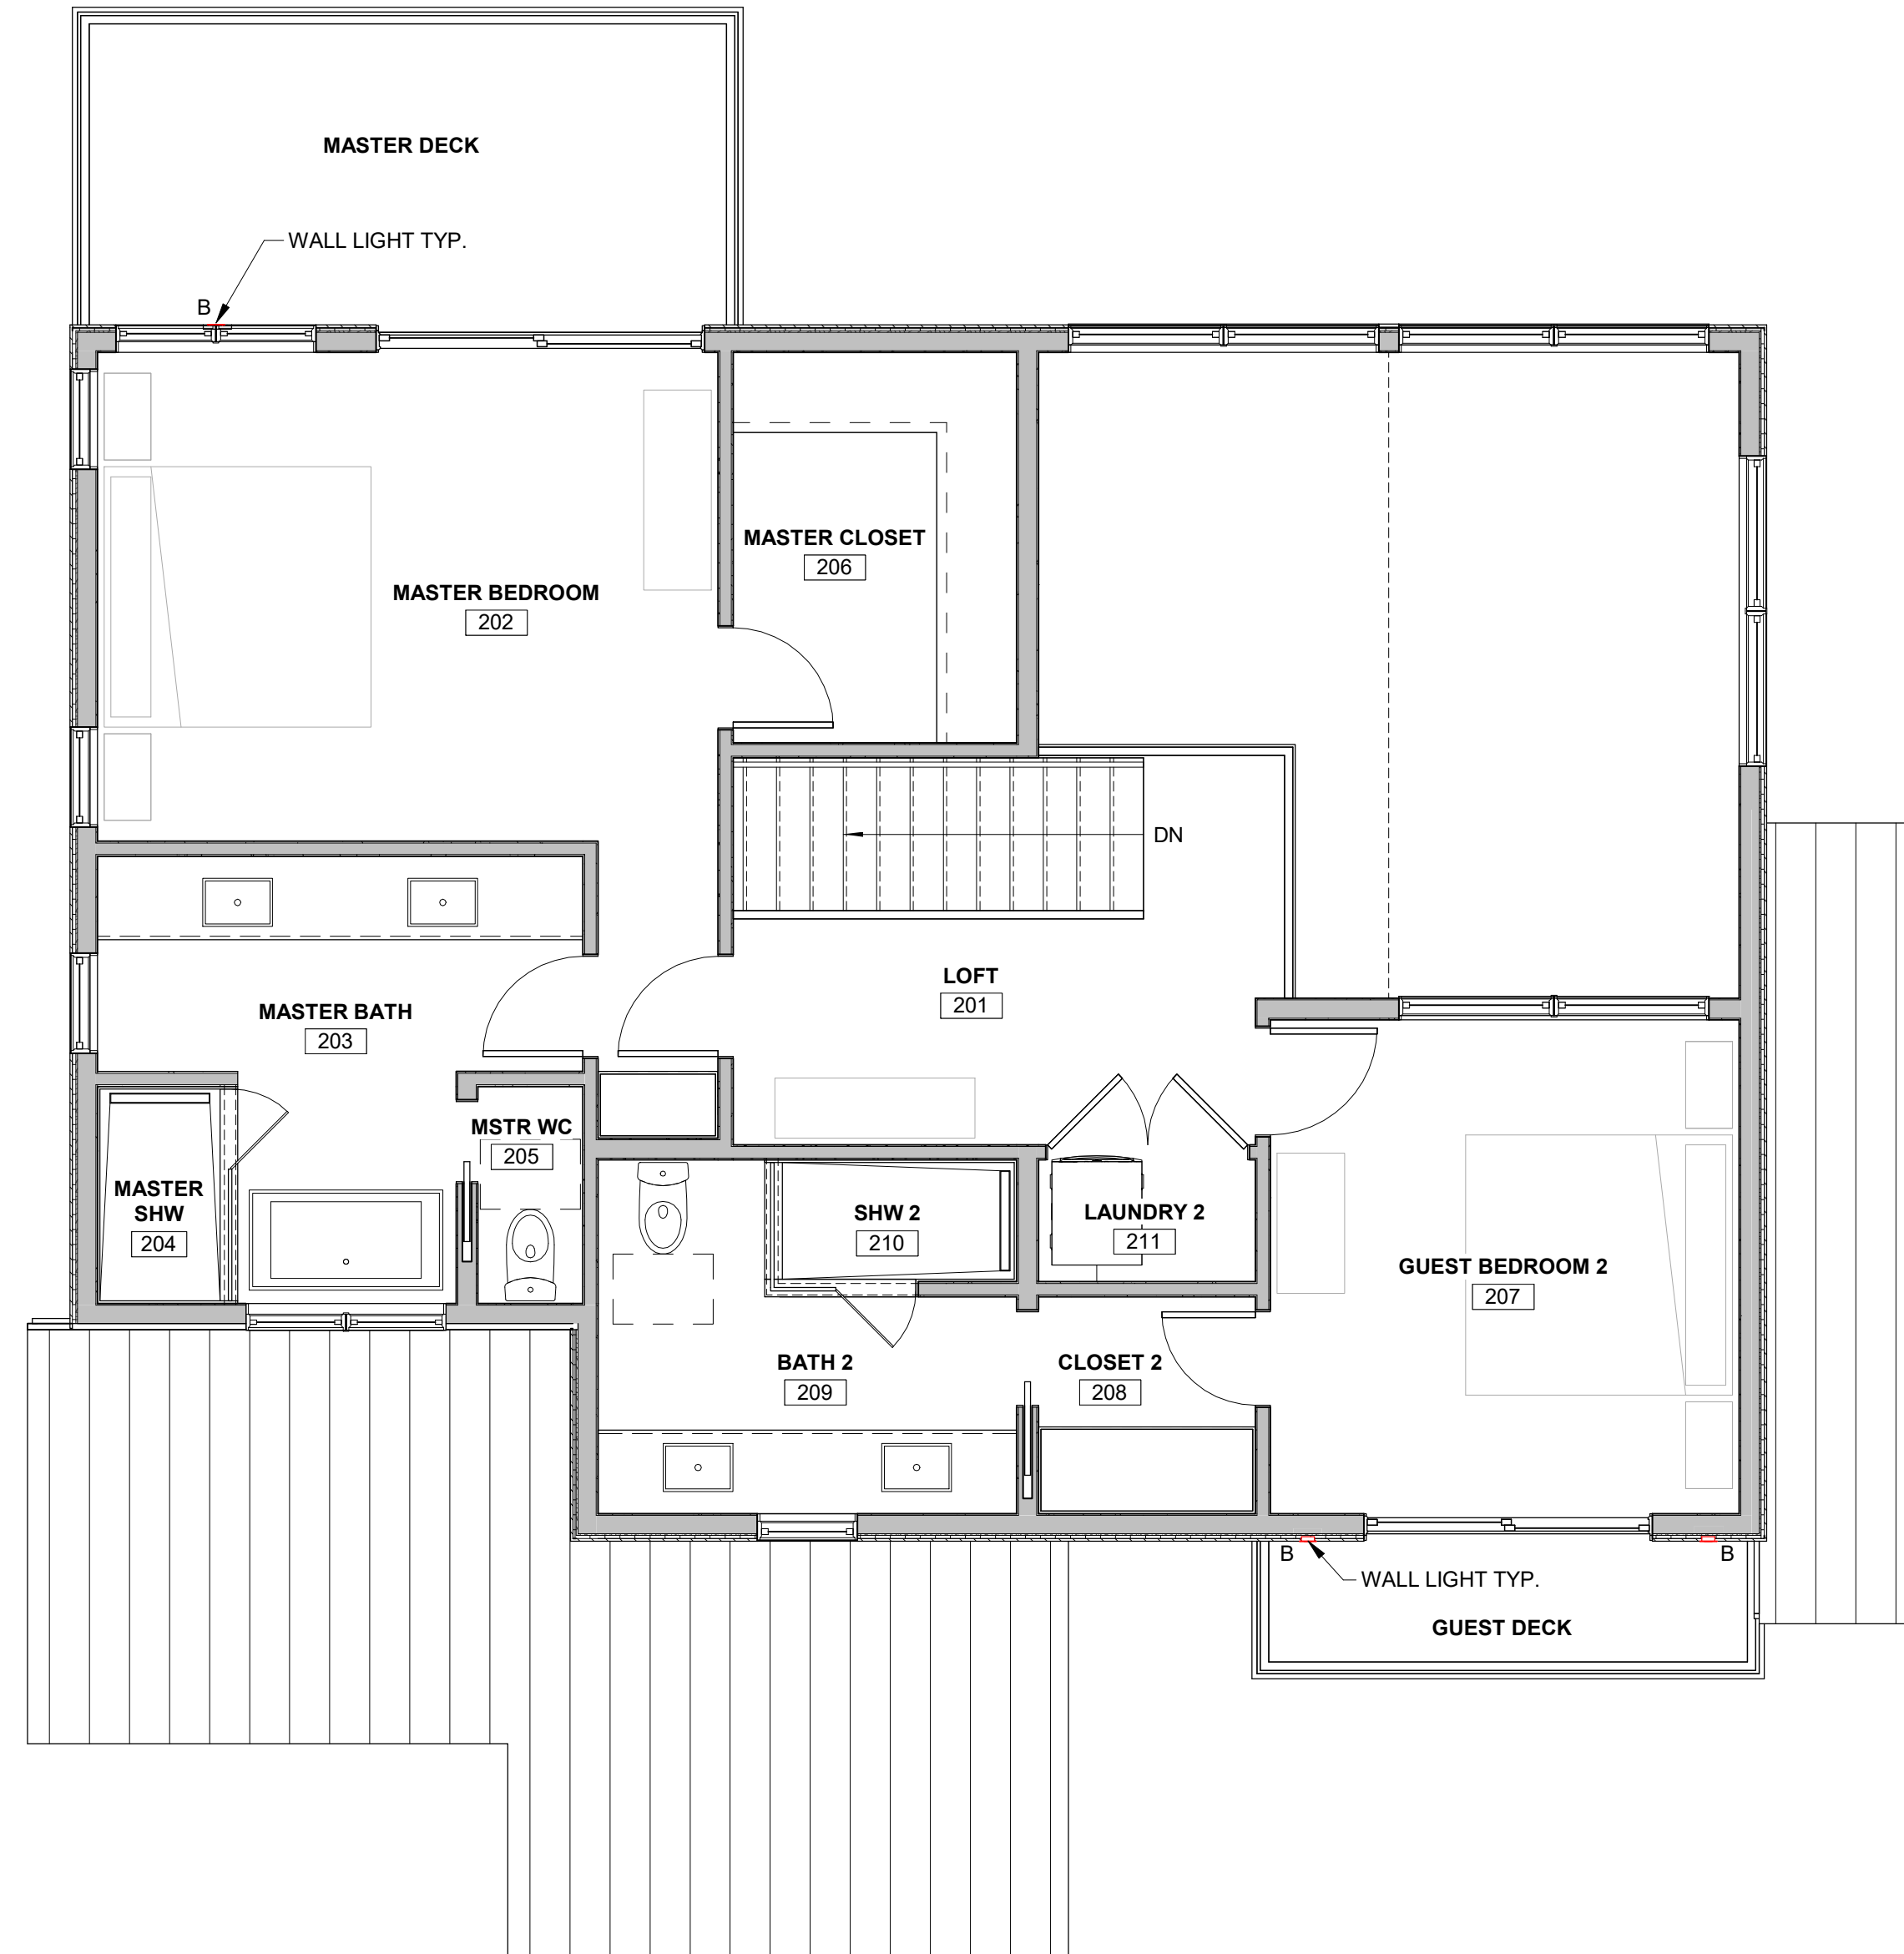 MASTER DECK
WALL LIGHT TYP.
B
MASTER CLOSET
206
MASTER BEDROOM
202
DN
LOFT
201
MASTER BATH
203
MSTR WC
205
MASTER
SHW
204
SHW 2
210
LAUNDRY 2
211
GUEST BEDROOM 2
207
BATH 2
209
CLOSET 2
208
B
B
WALL LIGHT TYP.
GUEST DECK